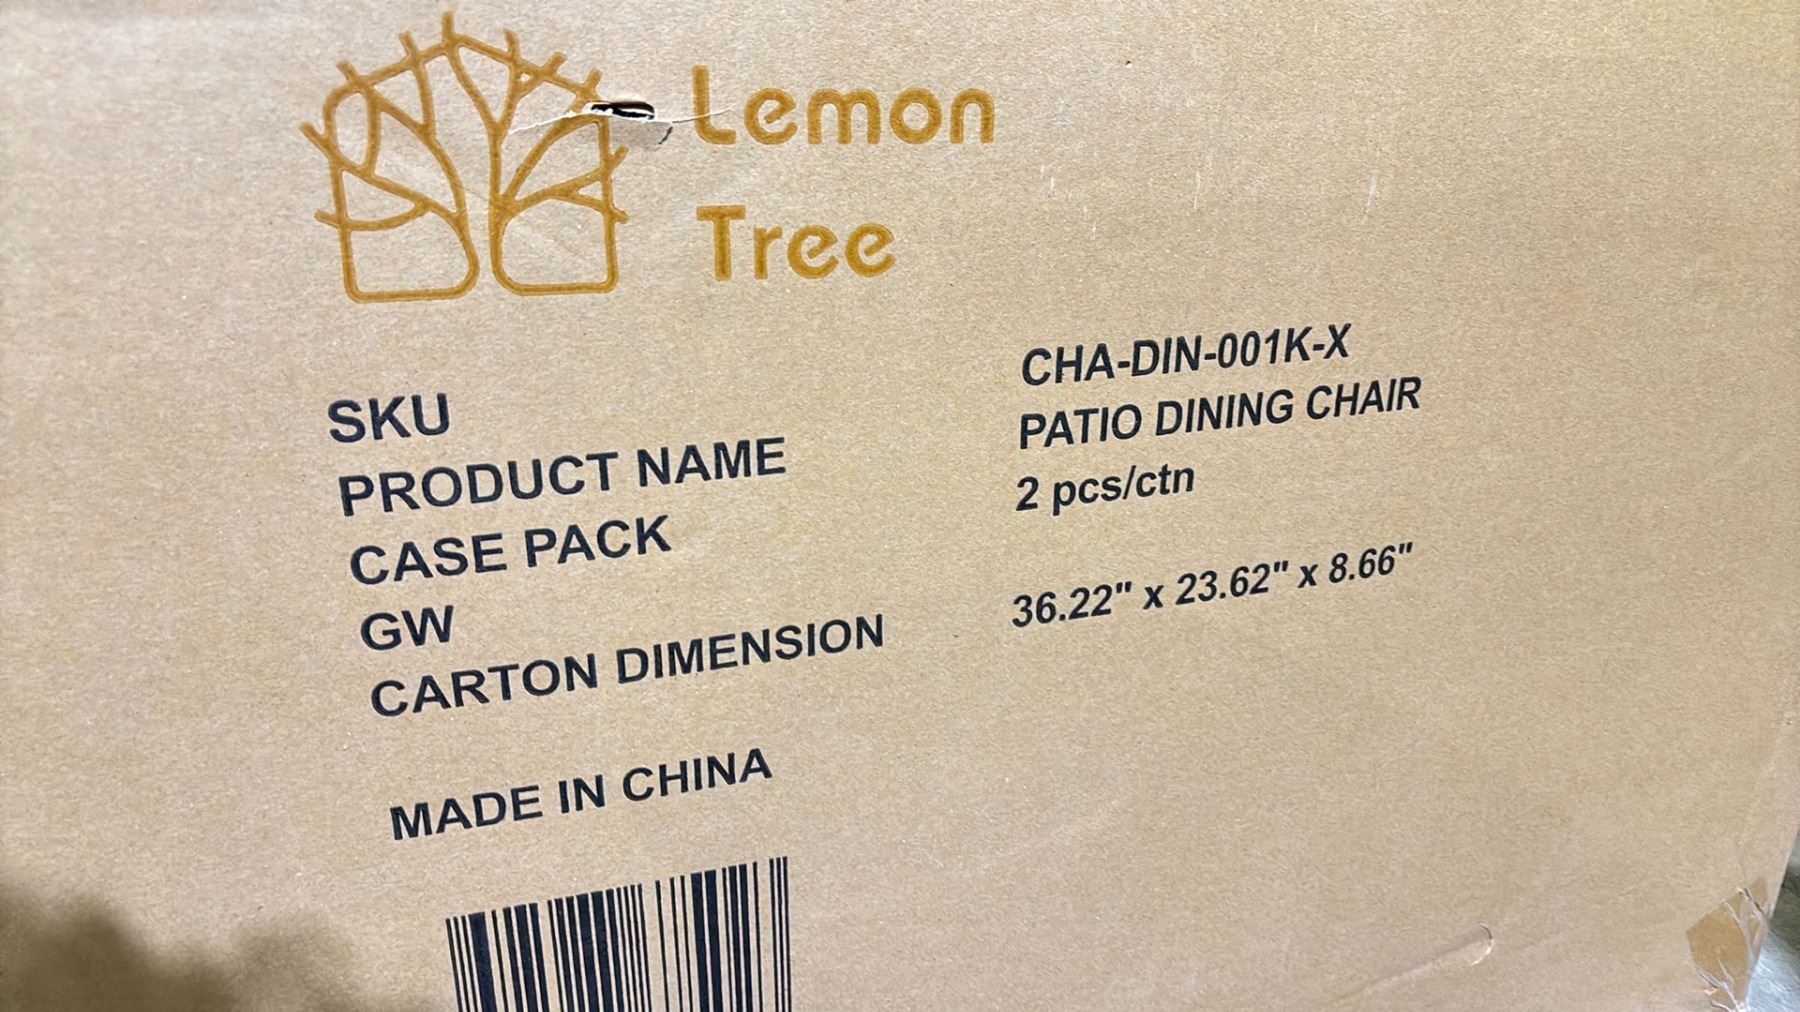 Lemon
Tree
SKU
CHA-DIN-001K-X
PRODUCT NAME
PATIO DINING CHAIR
CASE PACK
2 pcs/ctn
GW
CARTON DIMENSION
36.22" x 23.62" x 8.66"
MADE IN CHINA